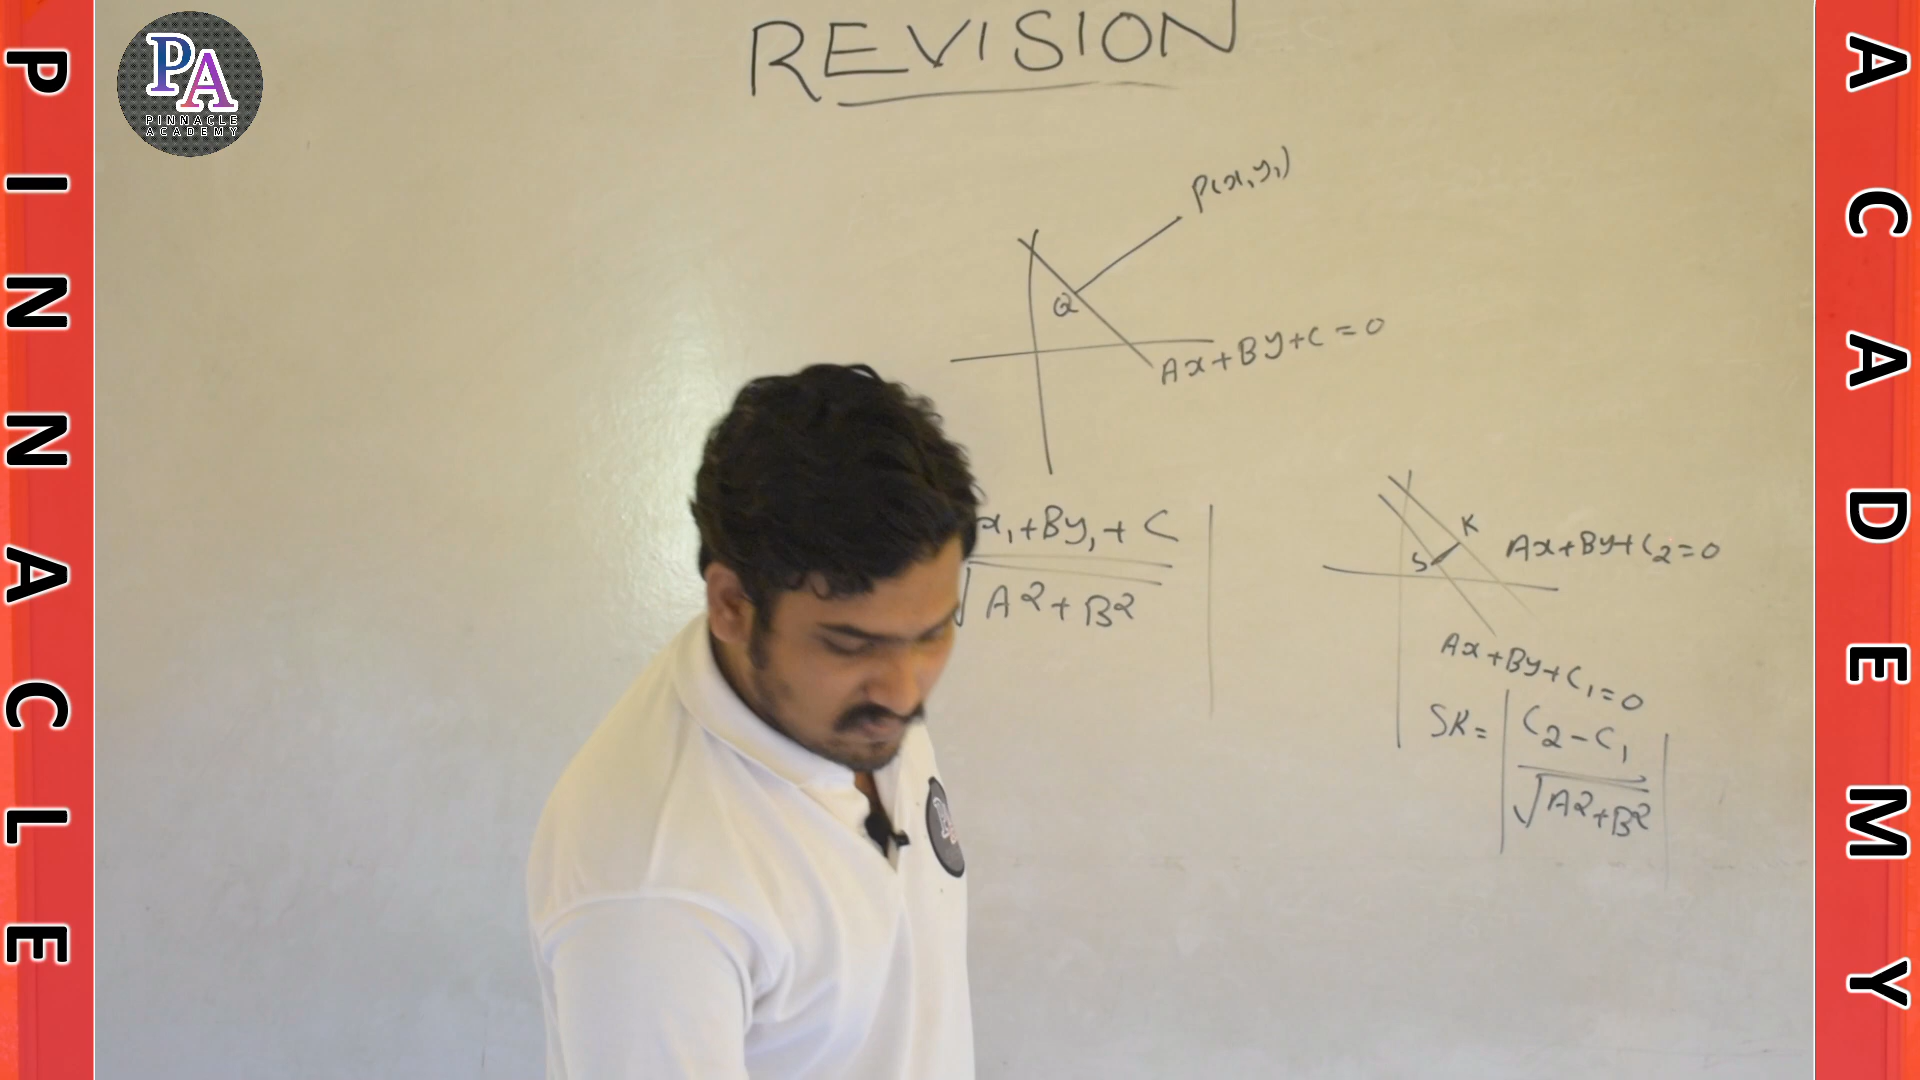 PINNACLE
PA
PINNACLE
ACADEMY
REVISION
P(x₁y₁)
Q
Ax+By+C=0
x₁+By₁+C
√A²+B²
K
S
Ax+By+C₂=0
Ax+By+C₁=0
SK=|C₂-C₁
√A²+B²|
ACADEMY